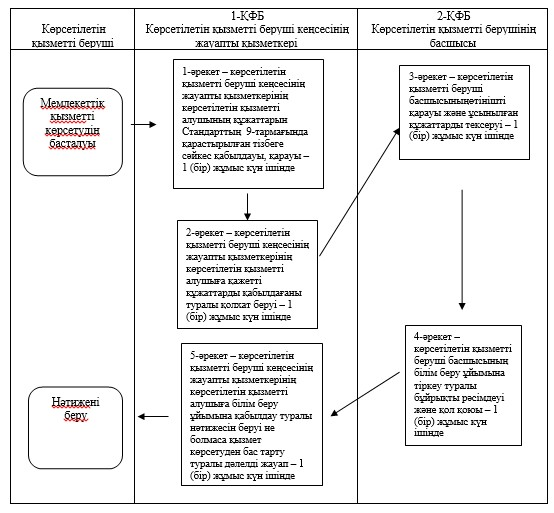 Көрсетілетін
қызметті беруші
1-ҚФБ
Көрсетілетін қызметті беруші кеңсесінің
жауапты қызметкері
2-ҚФБ
Көрсетілетін қызметті берушінің
басшысы
Мемлекеттік
қызметті
көрсетудің
басталуы
1-әрекет – көрсетілетін
қызметті беруші кеңсесінің
жауапты қызметкерінің
көрсетілетін қызметті
алушының құжаттарын
Стандарттың 9-тармағында
қарастырылған тізбеге
сәйкес қабылдауы, қарауы –
1 (бір) жұмыс күн ішінде
2-әрекет – көрсетілетін
қызметті беруші кеңсесінің
жауапты қызметкерінің
көрсетілетін қызметті
алушыға қажетті
құжаттарды қабылдағаны
туралы қолхат беруі – 1
(бір) жұмыс күн ішінде
3-әрекет – көрсетілетін
қызметті беруші
басшысыныңөтінішті
қарауы және ұсынылған
құжаттарды тексеруі – 1
(бір) жұмыс күн ішінде
4-әрекет –
көрсетілетін қызметті
беруші басшысының
білім беру ұйымына
тіркеу туралы
бұйрықты рәсімдеуі
және қол қоюы – 1
(бір) жұмыс күн
ішінде
5-әрекет – көрсетілетін
қызметті беруші кеңсесінің
жауапты қызметкерінің
көрсетілетін қызметті
алушыға білім беру
ұйымына қабылдау туралы
нәтижесін беруі не
болмаса қызмет
көрсетуден бас тарту
туралы дәлелді жауап – 1
(бір) жұмыс күн ішінде
Нәтижені
беру